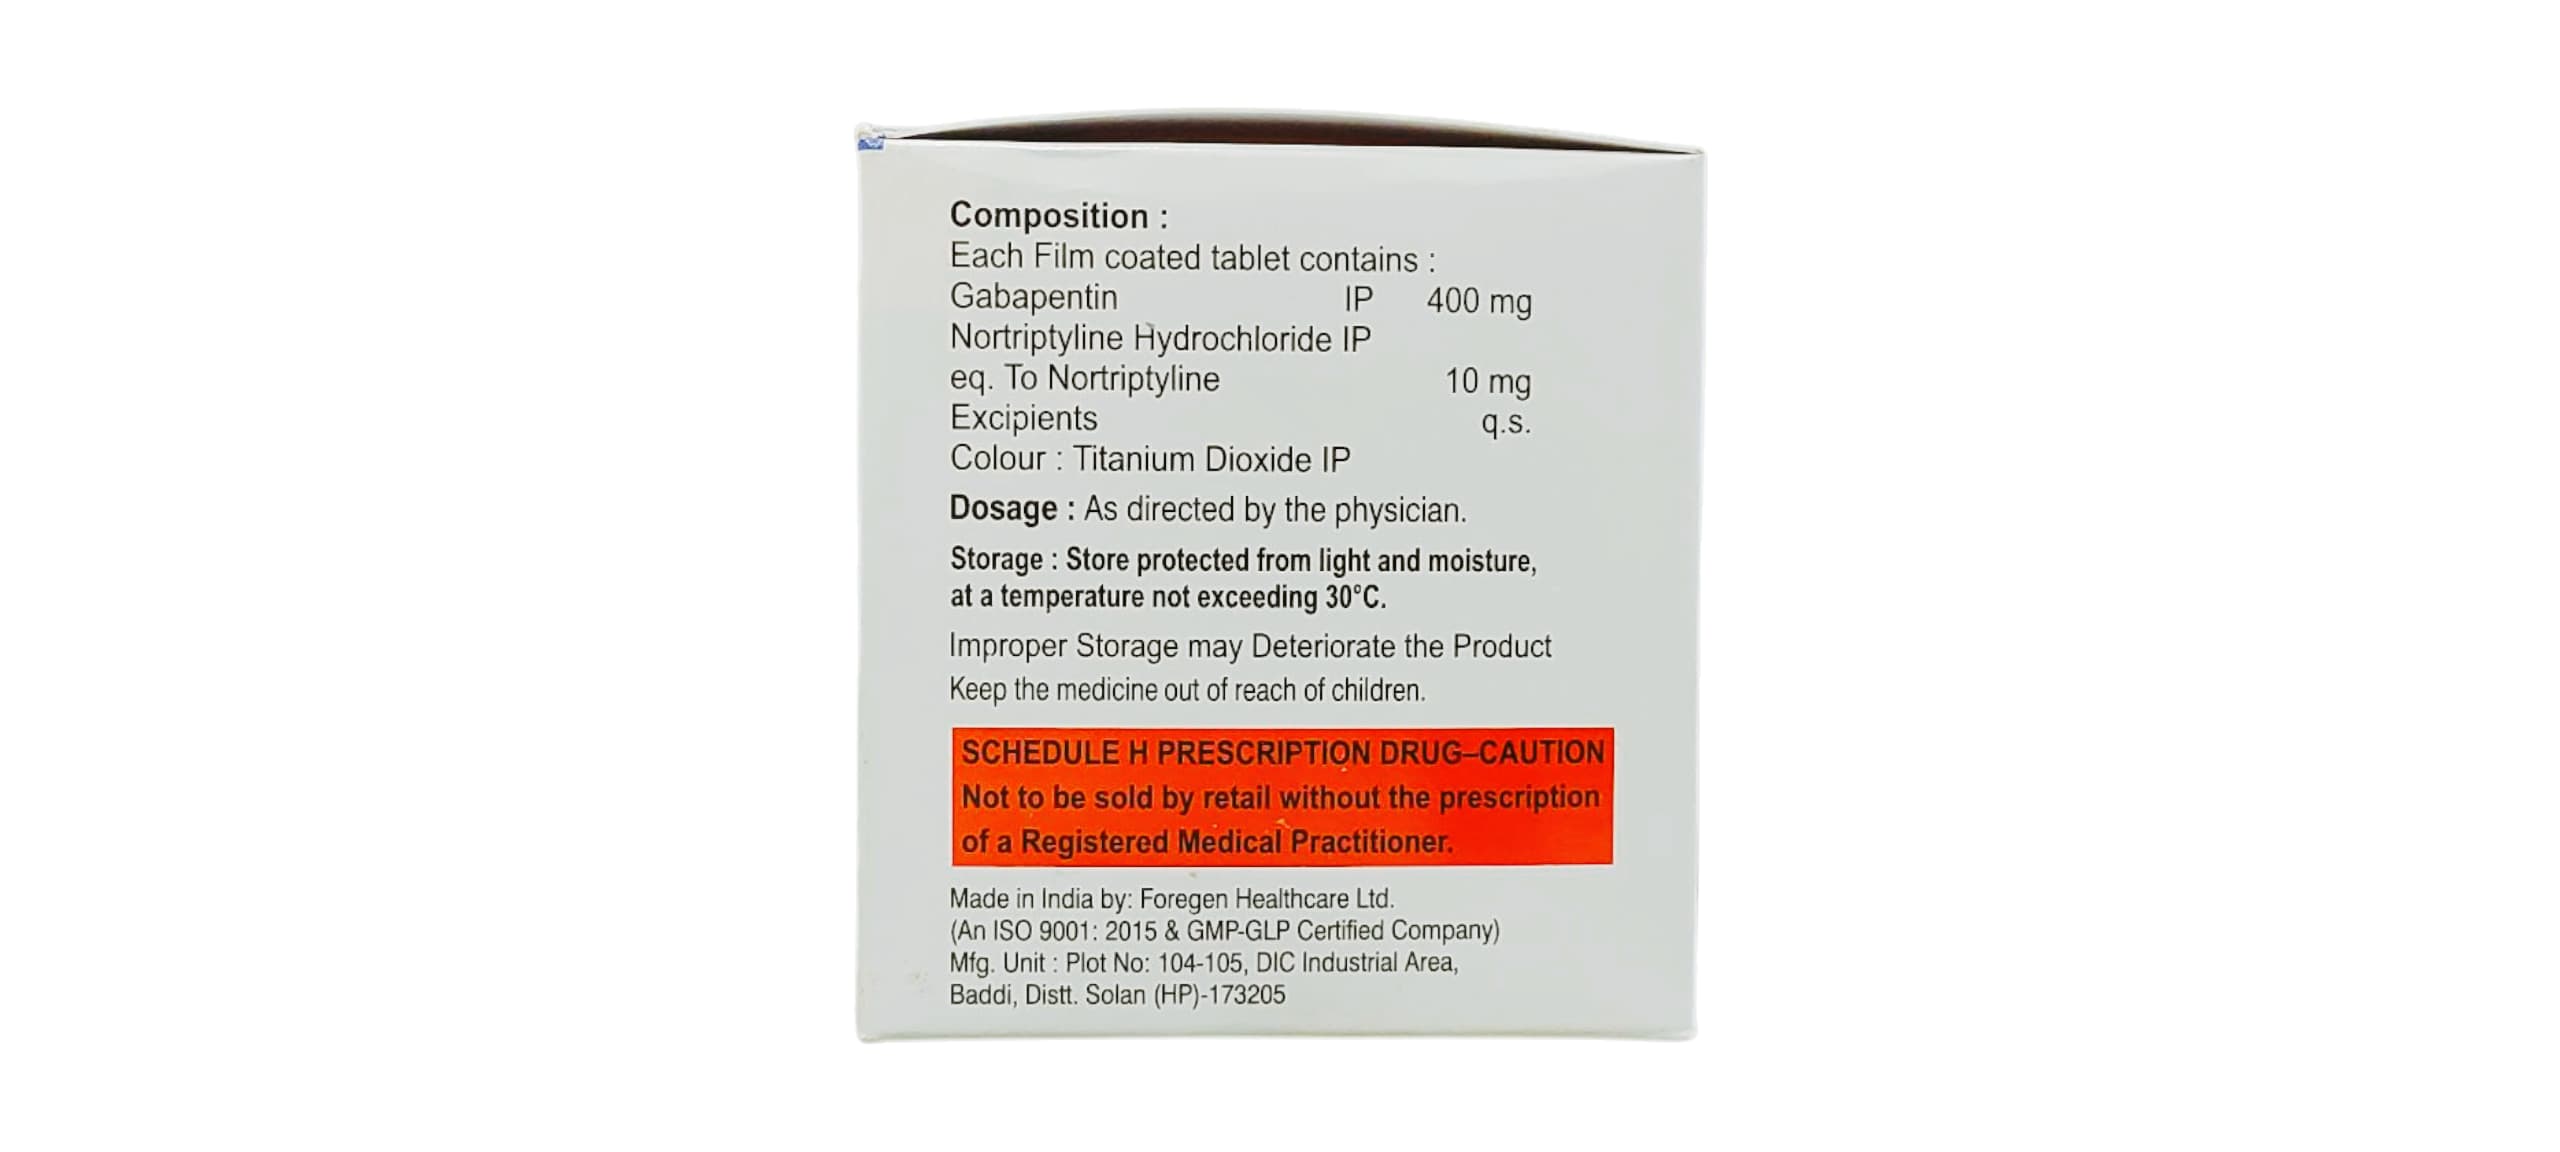 Composition :
Each Film coated tablet contains :
Gabapentin IP 400 mg
Nortriptyline Hydrochloride IP
eq. To Nortriptyline 10 mg
Excipients q.s.
Colour : Titanium Dioxide IP
Dosage : As directed by the physician.
Storage : Store protected from light and moisture,
at a temperature not exceeding 30°C.
Improper Storage may Deteriorate the Product
Keep the medicine out of reach of children.
SCHEDULE H PRESCRIPTION DRUG–CAUTION
Not to be sold by retail without the prescription
of a Registered Medical Practitioner.
Made in India by: Foregen Healthcare Ltd.
(An ISO 9001: 2015 & GMP-GLP Certified Company)
Mfg. Unit : Plot No: 104-105, DIC Industrial Area,
Baddi, Distt. Solan (HP)-173205